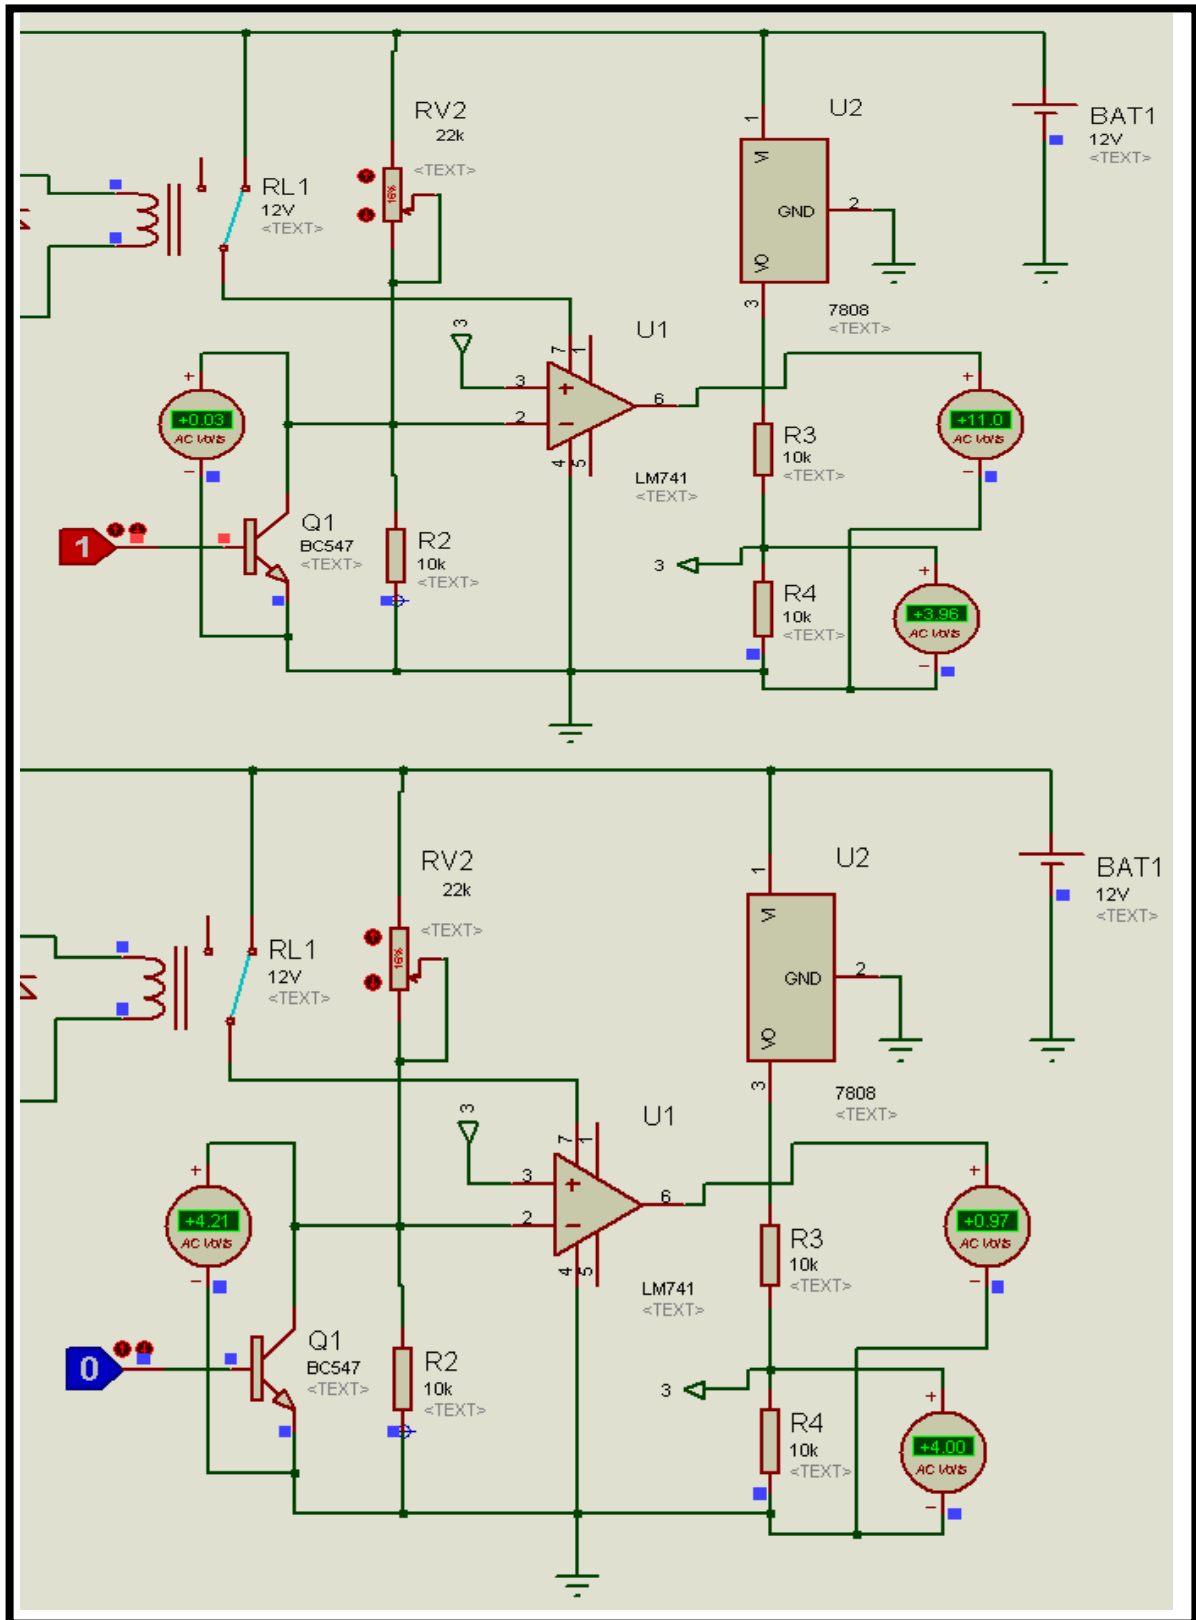 RV2
22k
<TEXT>
16%
RL1
12V
<TEXT>
U2
1
VI
GND
2
VO
3
7808
<TEXT>
BAT1
12V
<TEXT>
3
U1
7
1
3
+
2
−
6
4
5
LM741
<TEXT>
+
+0.03
AC Volts
−
+
+11.0
AC Volts
−
R3
10k
<TEXT>
1
Q1
BC547
<TEXT>
R2
10k
<TEXT>
3
R4
10k
<TEXT>
+
+3.96
AC Volts
−
RV2
22k
<TEXT>
16%
RL1
12V
<TEXT>
U2
1
VI
GND
2
VO
3
7808
<TEXT>
BAT1
12V
<TEXT>
3
U1
7
1
3
+
2
−
6
4
5
LM741
<TEXT>
+
+4.21
AC Volts
−
+
+0.97
AC Volts
−
R3
10k
<TEXT>
0
Q1
BC547
<TEXT>
R2
10k
<TEXT>
3
R4
10k
<TEXT>
+
+4.00
AC Volts
−